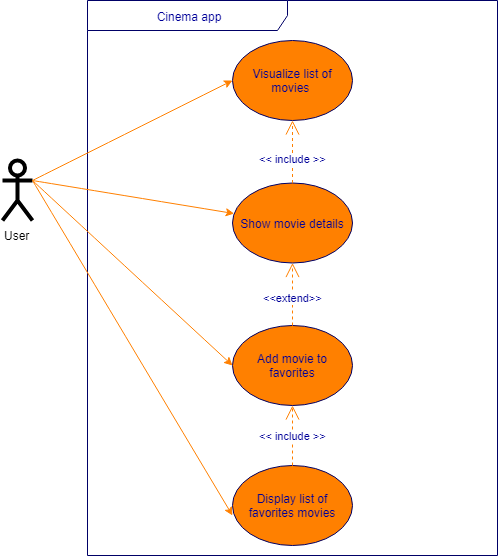 Cinema app
Visualize list of
movies
<< include >>
User
Show movie details
<<extend>>
Add movie to
favorites
<< include >>
Display list of
favorites movies